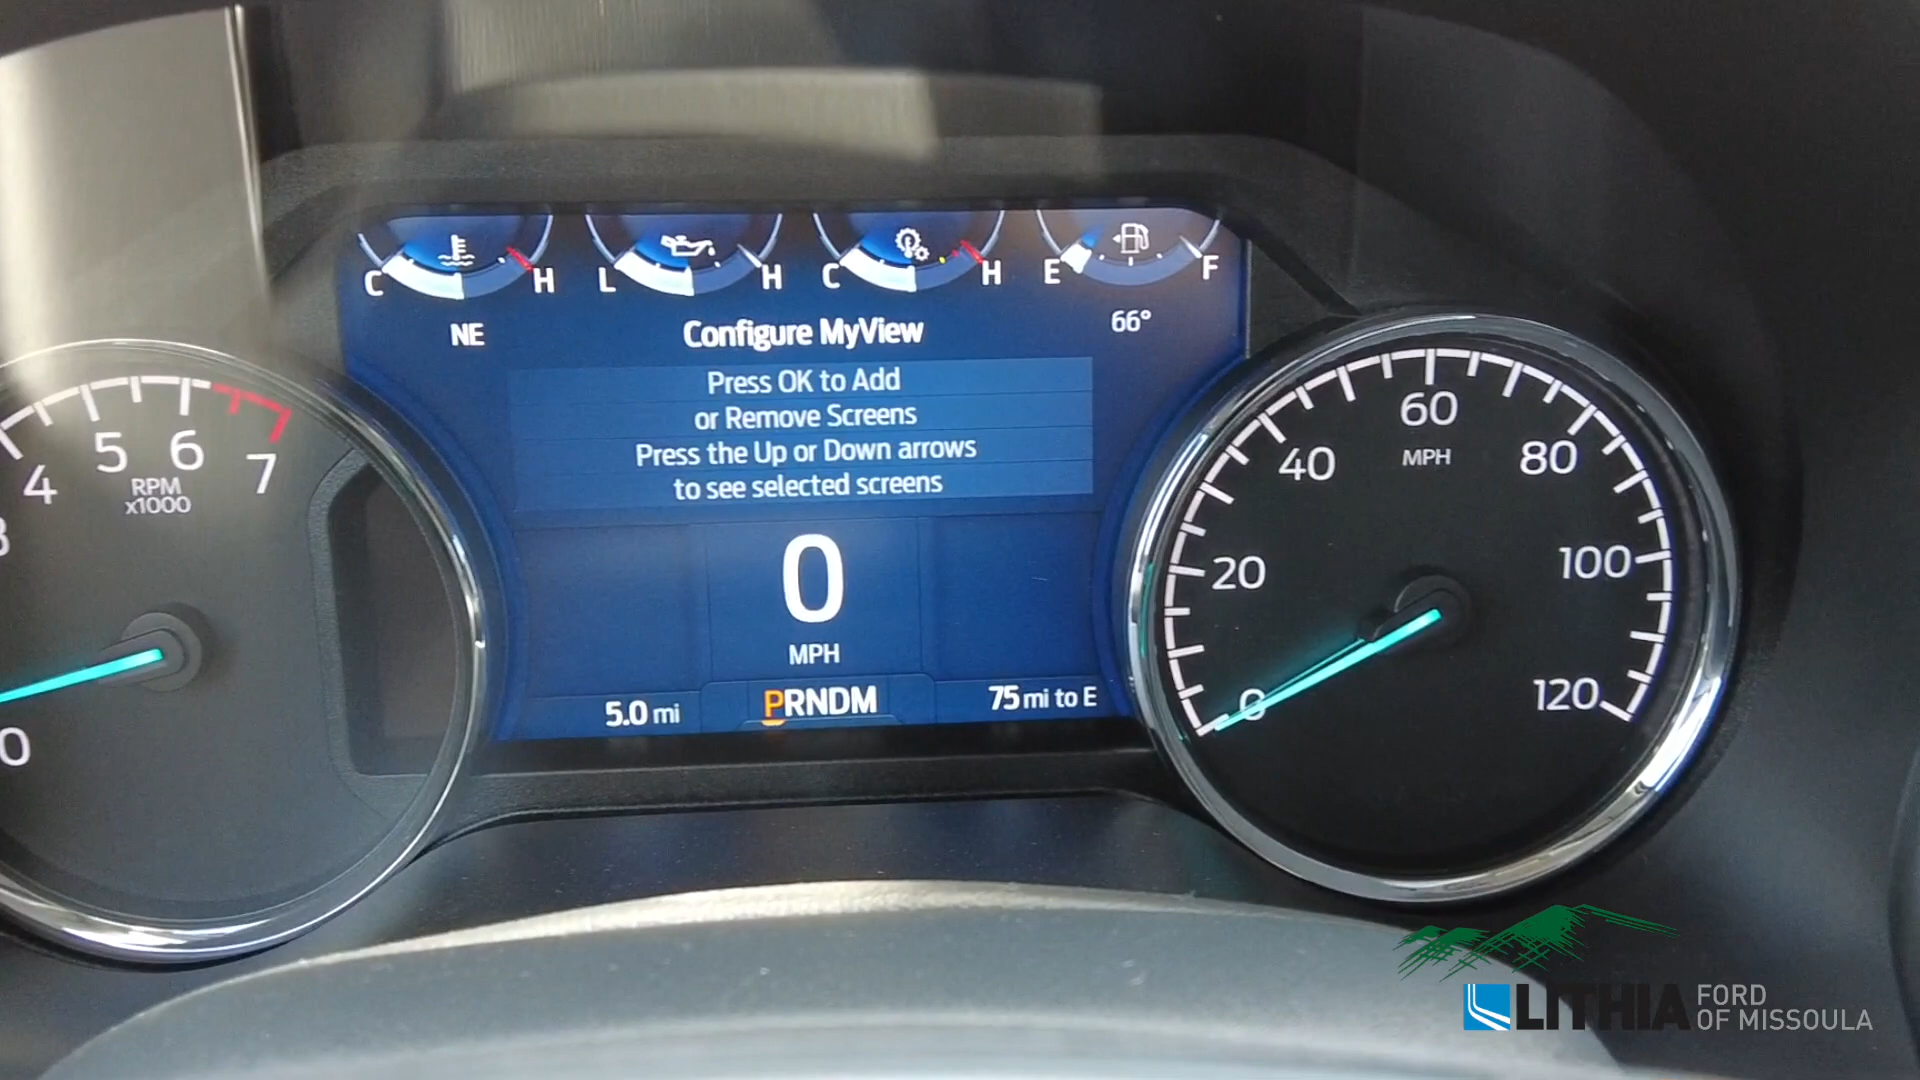 C H
L H
C H
E F
NE
Configure MyView
66°
Press OK to Add
or Remove Screens
Press the Up or Down arrows
to see selected screens
0
MPH
5.0 mi
PRNDM
75 mi to E
0
4
5
6
7
RPM
x1000
0
20
40
60
80
100
120
MPH
LITHIA
FORD
OF MISSOULA